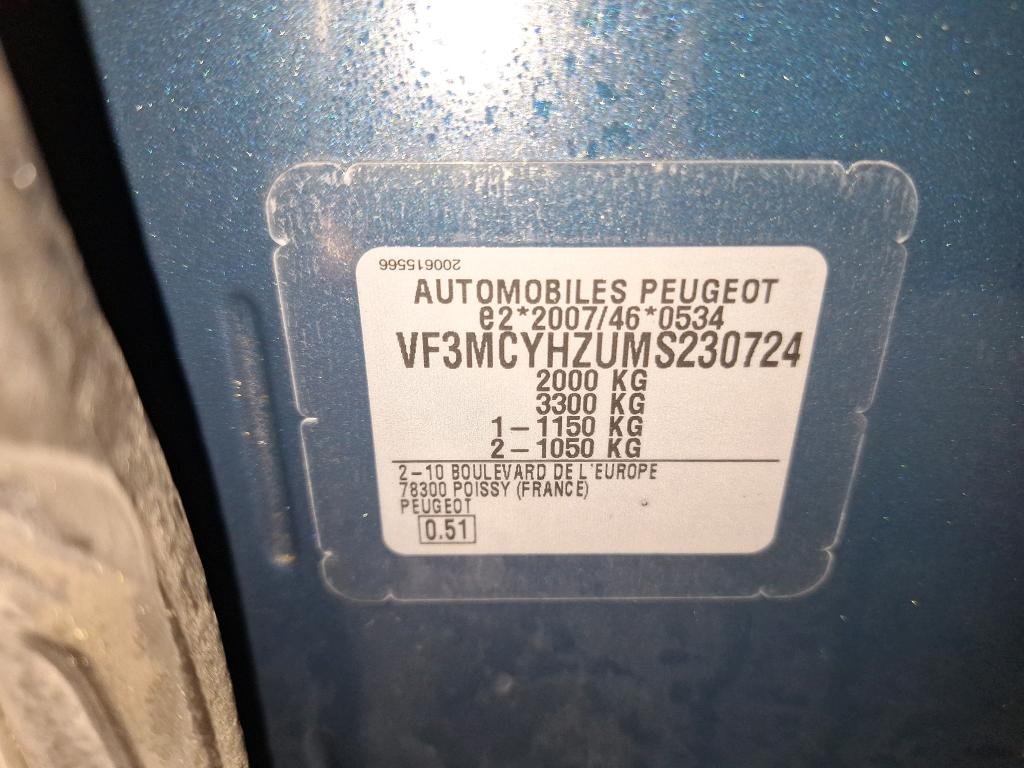 200615566
AUTOMOBILES PEUGEOT
e2*2007/46*0534
VF3MCYHZUMS230724
2000 KG
3300 KG
1-1150 KG
2-1050 KG
2-10 BOULEVARD DE L'EUROPE
78300 POISSY (FRANCE)
PEUGEOT
0.51